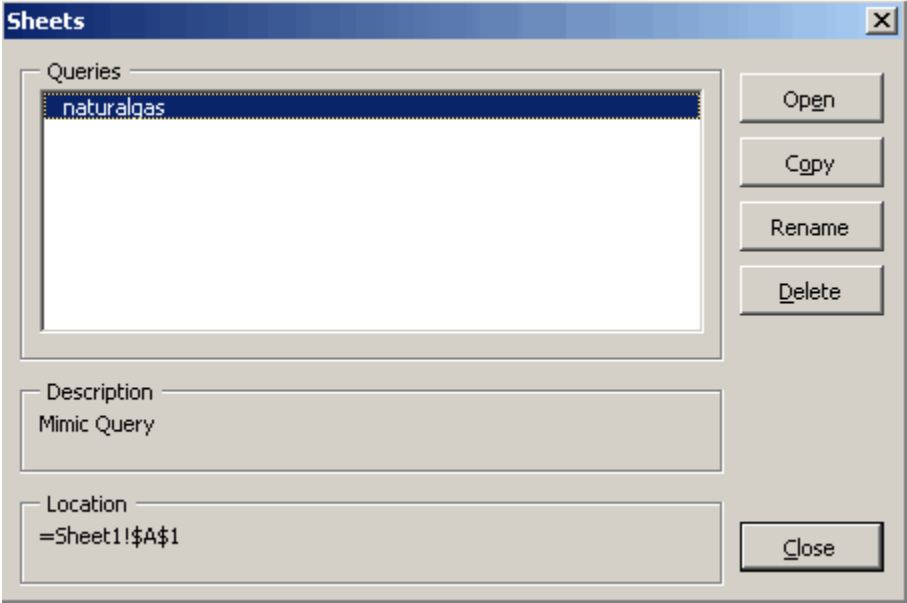 Sheets
Queries
naturalgas
Open
Copy
Rename
Delete
Description
Mimic Query
Location
=Sheet1!$A$1
Close